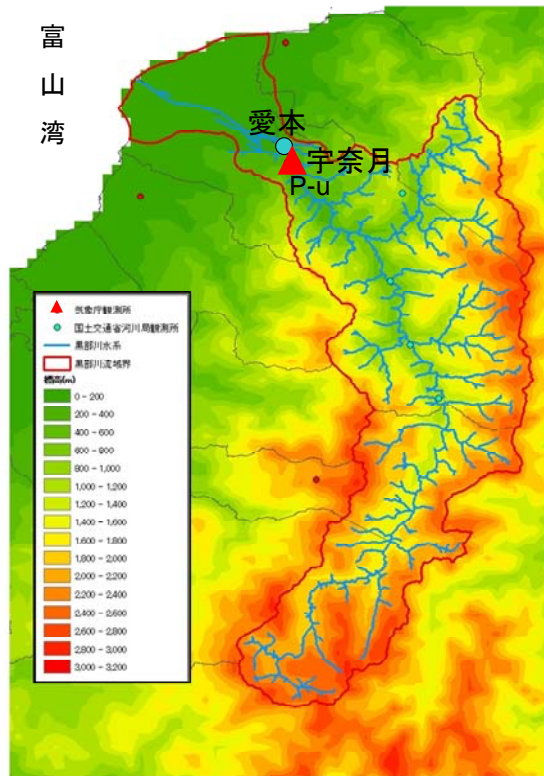 富
山
湾
愛本
宇奈月
P-u
気象庁観測所
国土交通省河川局観測所
黒部川水系
黒部川流域界
標高(m)
0 - 200
200 - 400
400 - 600
600 - 800
800 - 1,000
1,000 - 1,200
1,200 - 1,400
1,400 - 1,600
1,600 - 1,800
1,800 - 2,000
2,000 - 2,200
2,200 - 2,400
2,400 - 2,600
2,600 - 2,800
2,800 - 3,000
3,000 - 3,200